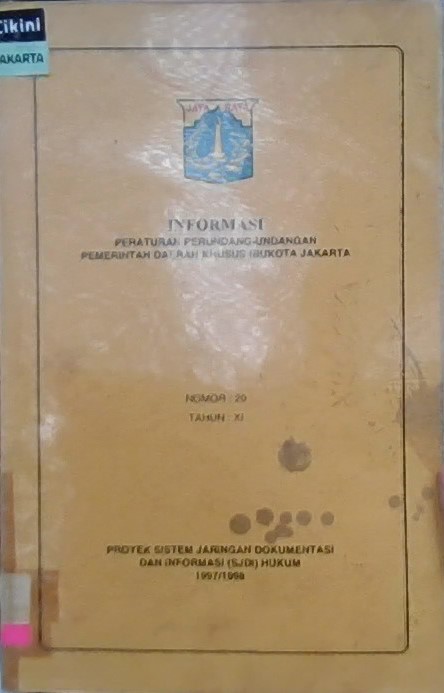 Cikini
JAKARTA
JAYA RAYA
INFORMASI
PERATURAN PERUNDANG-UNDANGAN
PEMERINTAH DAERAH KHUSUS IBUKOTA JAKARTA
NOMOR : 20
TAHUN : XI
PROYEK SISTEM JARINGAN DOKUMENTASI
DAN INFORMASI (SJDI) HUKUM
1997/1998